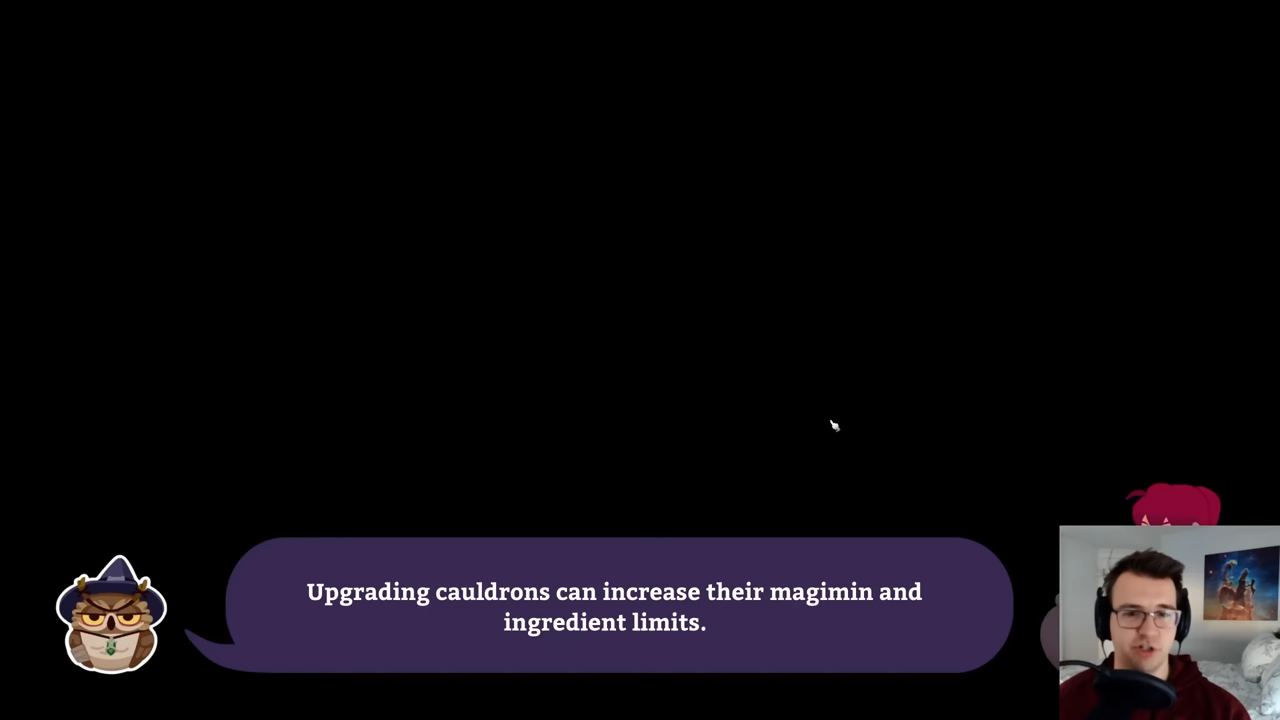 Upgrading cauldrons can increase their magimin and
ingredient limits.